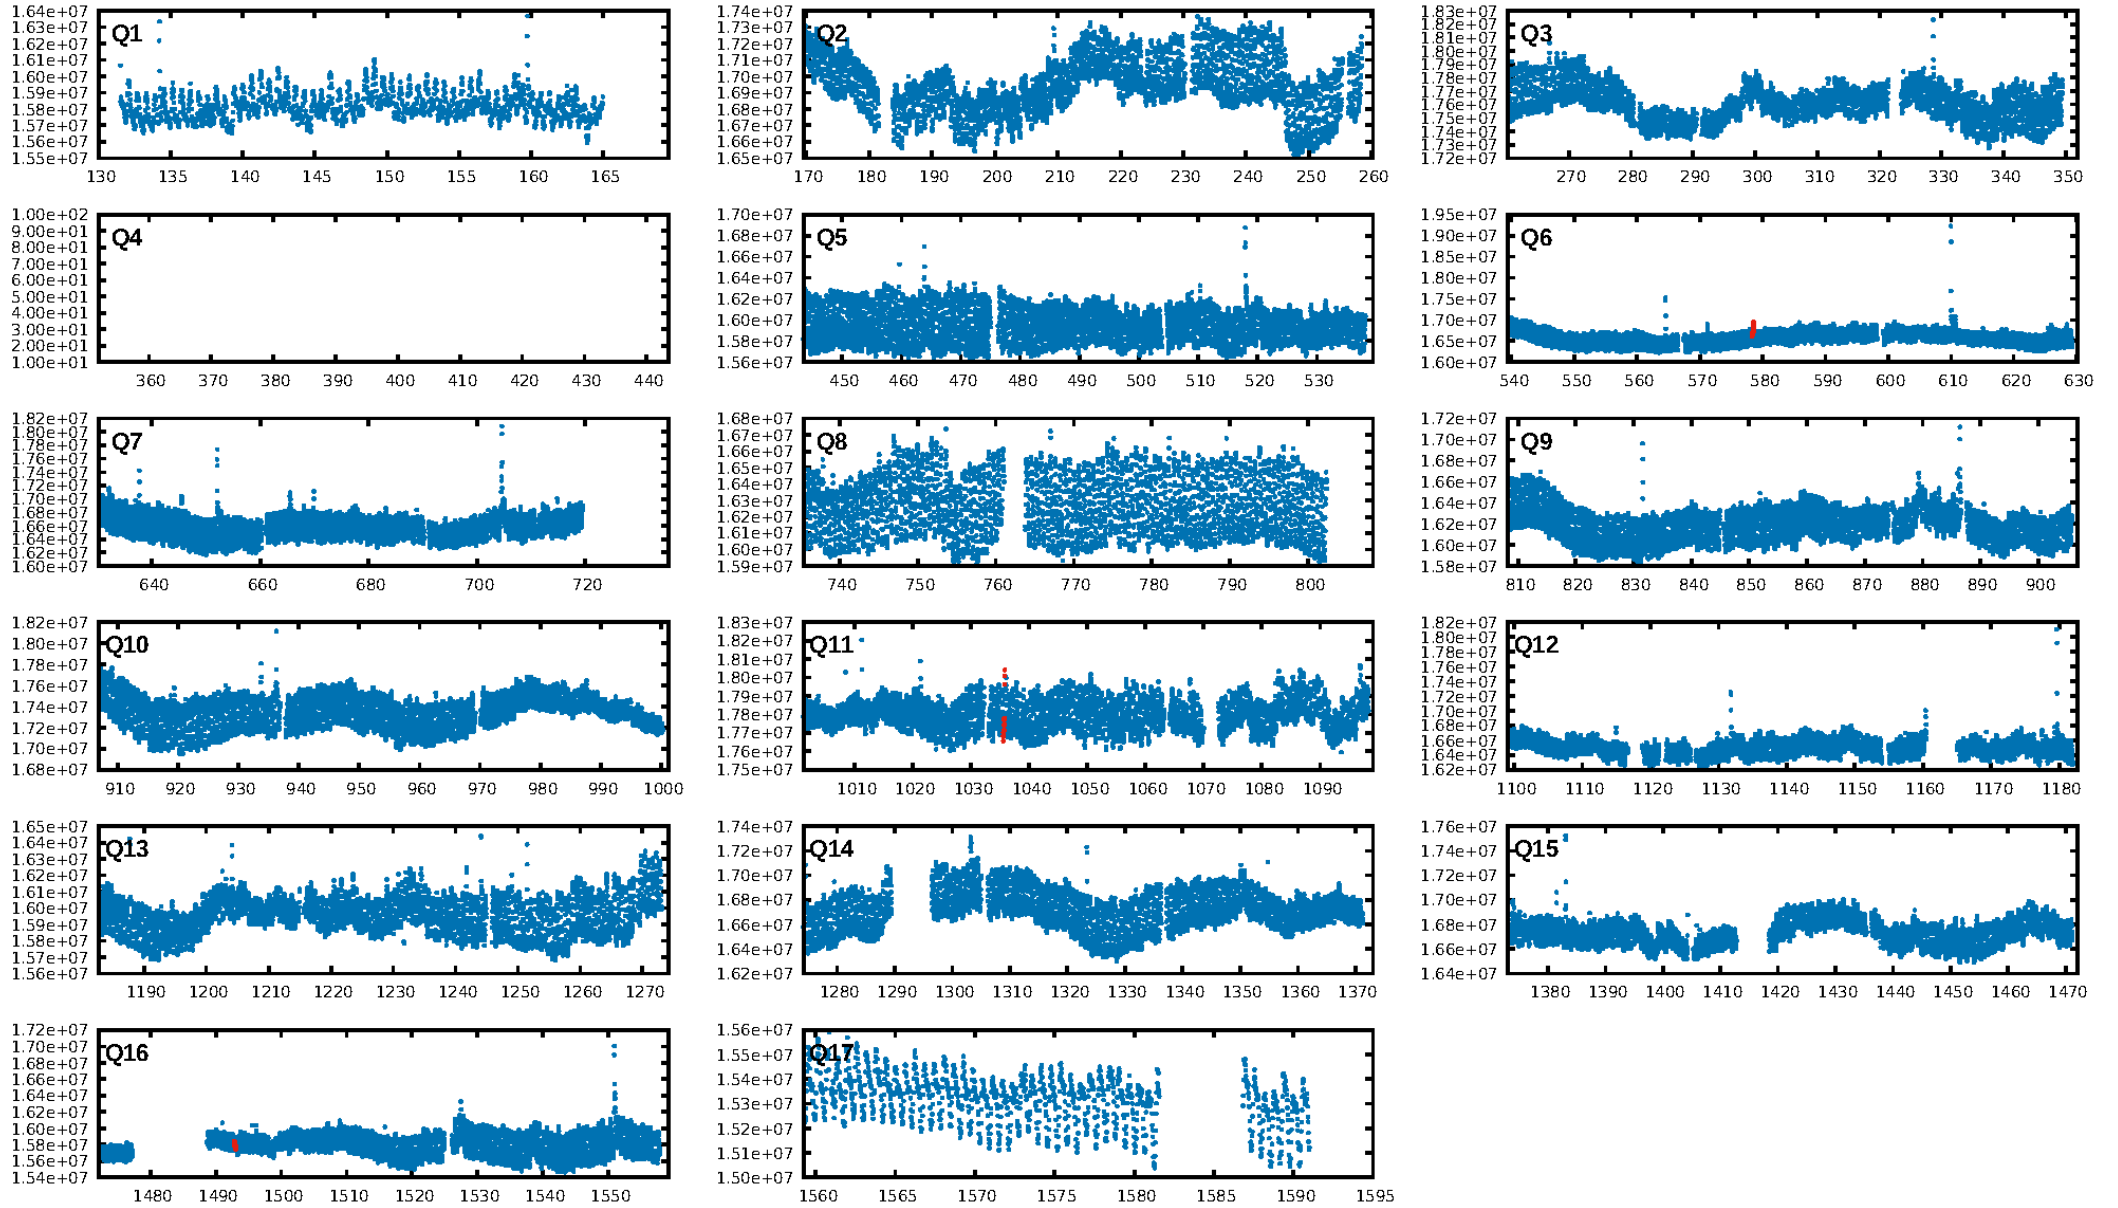 1.64e+07
1.63e+07
1.62e+07
1.61e+07
1.60e+07
1.59e+07
1.58e+07
1.57e+07
1.56e+07
1.55e+07
Q1
130 135 140 145 150 155 160 165
1.74e+07
1.73e+07
1.72e+07
1.71e+07
1.70e+07
1.69e+07
1.68e+07
1.67e+07
1.66e+07
1.65e+07
Q2
170 180 190 200 210 220 230 240 250 260
1.83e+07
1.82e+07
1.81e+07
1.80e+07
1.79e+07
1.78e+07
1.77e+07
1.76e+07
1.75e+07
1.74e+07
1.73e+07
1.72e+07
Q3
270 280 290 300 310 320 330 340 350
1.00e+02
9.00e+01
8.00e+01
7.00e+01
6.00e+01
5.00e+01
4.00e+01
3.00e+01
2.00e+01
1.00e+01
Q4
360 370 380 390 400 410 420 430 440
1.70e+07
1.68e+07
1.66e+07
1.64e+07
1.62e+07
1.60e+07
1.58e+07
1.56e+07
Q5
450 460 470 480 490 500 510 520 530
1.95e+07
1.90e+07
1.85e+07
1.80e+07
1.75e+07
1.70e+07
1.65e+07
1.60e+07
Q6
540 550 560 570 580 590 600 610 620 630
1.82e+07
1.80e+07
1.78e+07
1.76e+07
1.74e+07
1.72e+07
1.70e+07
1.68e+07
1.66e+07
1.64e+07
1.62e+07
1.60e+07
Q7
640 660 680 700 720
1.68e+07
1.67e+07
1.66e+07
1.65e+07
1.64e+07
1.63e+07
1.62e+07
1.61e+07
1.60e+07
1.59e+07
Q8
740 750 760 770 780 790 800
1.72e+07
1.70e+07
1.68e+07
1.66e+07
1.64e+07
1.62e+07
1.60e+07
1.58e+07
Q9
810 820 830 840 850 860 870 880 890 900
1.82e+07
1.80e+07
1.78e+07
1.76e+07
1.74e+07
1.72e+07
1.70e+07
1.68e+07
Q10
910 920 930 940 950 960 970 980 990 1000
1.83e+07
1.82e+07
1.81e+07
1.80e+07
1.79e+07
1.78e+07
1.77e+07
1.76e+07
1.75e+07
Q11
1010 1020 1030 1040 1050 1060 1070 1080 1090
1.82e+07
1.80e+07
1.78e+07
1.76e+07
1.74e+07
1.72e+07
1.70e+07
1.68e+07
1.66e+07
1.64e+07
1.62e+07
Q12
1100 1110 1120 1130 1140 1150 1160 1170 1180
1.65e+07
1.64e+07
1.63e+07
1.62e+07
1.61e+07
1.60e+07
1.59e+07
1.58e+07
1.57e+07
1.56e+07
Q13
1190 1200 1210 1220 1230 1240 1250 1260 1270
1.74e+07
1.72e+07
1.70e+07
1.68e+07
1.66e+07
1.64e+07
1.62e+07
Q14
1280 1290 1300 1310 1320 1330 1340 1350 1360 1370
1.76e+07
1.74e+07
1.72e+07
1.70e+07
1.68e+07
1.66e+07
1.64e+07
Q15
1380 1390 1400 1410 1420 1430 1440 1450 1460 1470
1.72e+07
1.70e+07
1.68e+07
1.66e+07
1.64e+07
1.62e+07
1.60e+07
1.58e+07
1.56e+07
1.54e+07
Q16
1480 1490 1500 1510 1520 1530 1540 1550
1.56e+07
1.55e+07
1.54e+07
1.53e+07
1.52e+07
1.51e+07
1.50e+07
Q17
1560 1565 1570 1575 1580 1585 1590 1595